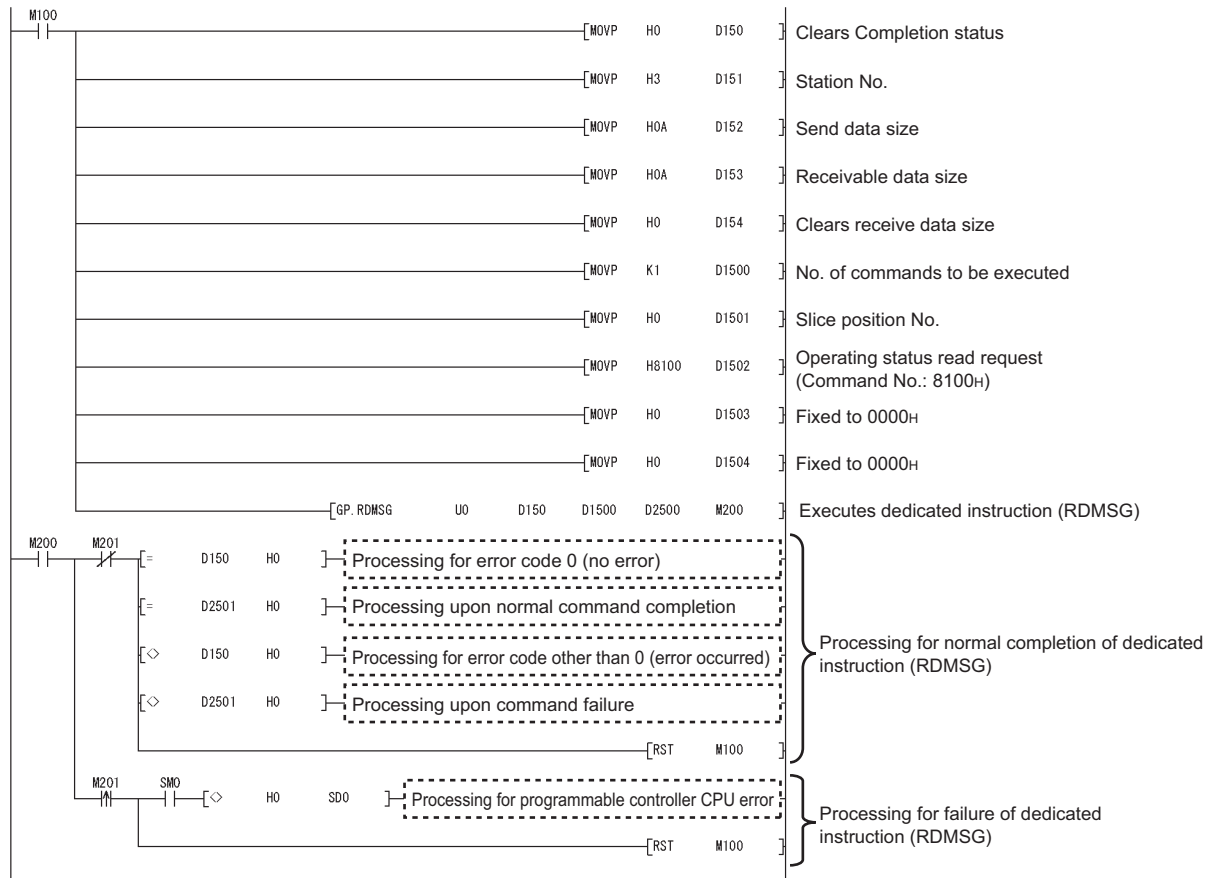 M100
[MOVP H0 D150 ] Clears Completion status
[MOVP H3 D151 ] Station No.
[MOVP H0A D152 ] Send data size
[MOVP H0A D153 ] Receivable data size
[MOVP H0 D154 ] Clears receive data size
[MOVP K1 D1500 ] No. of commands to be executed
[MOVP H0 D1501 ] Slice position No.
[MOVP H8100 D1502 ] Operating status read request
(Command No.: 8100H)
[MOVP H0 D1503 ] Fixed to 0000H
[MOVP H0 D1504 ] Fixed to 0000H
[GP.RDMSG U0 D150 D1500 D2500 M200 ] Executes dedicated instruction (RDMSG)
M200 M201
[= D150 H0 ] Processing for error code 0 (no error)
[= D2501 H0 ] Processing upon normal command completion
[<> D150 H0 ] Processing for error code other than 0 (error occurred)
[<> D2501 H0 ] Processing upon command failure
Processing for normal completion of dedicated
instruction (RDMSG)
[RST M100 ]
M201 SM0
[<> H0 SD0 ] Processing for programmable controller CPU error
Processing for failure of dedicated
instruction (RDMSG)
[RST M100 ]